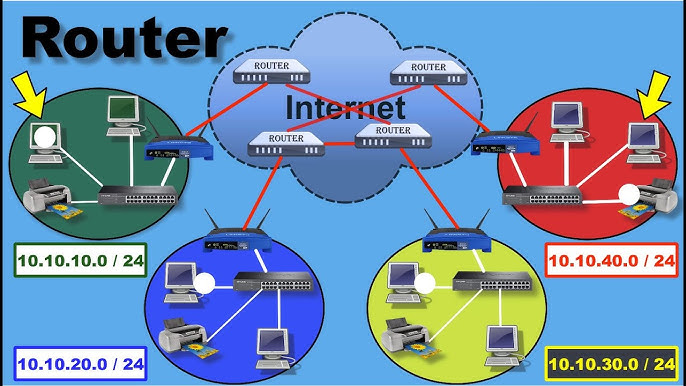 Router
ROUTER
ROUTER
Internet
ROUTER
ROUTER
10.10.10.0 / 24
10.10.40.0 / 24
10.10.20.0 / 24
10.10.30.0 / 24